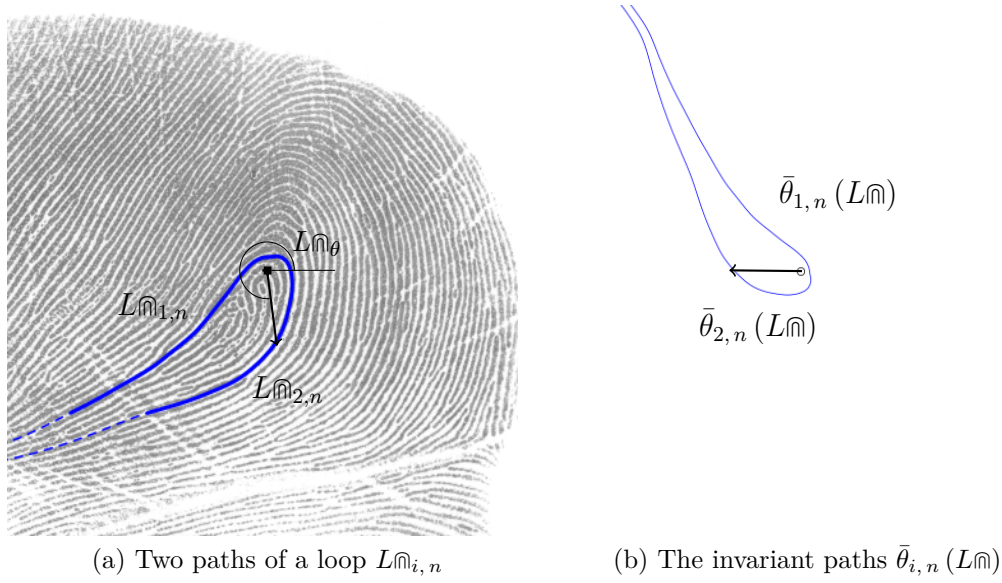 L⋒θ
L⋒1,n
L⋒2,n
θ̄1, n (L⋒)
θ̄2, n (L⋒)
(a) Two paths of a loop L⋒i, n
(b) The invariant paths θ̄i, n (L⋒)